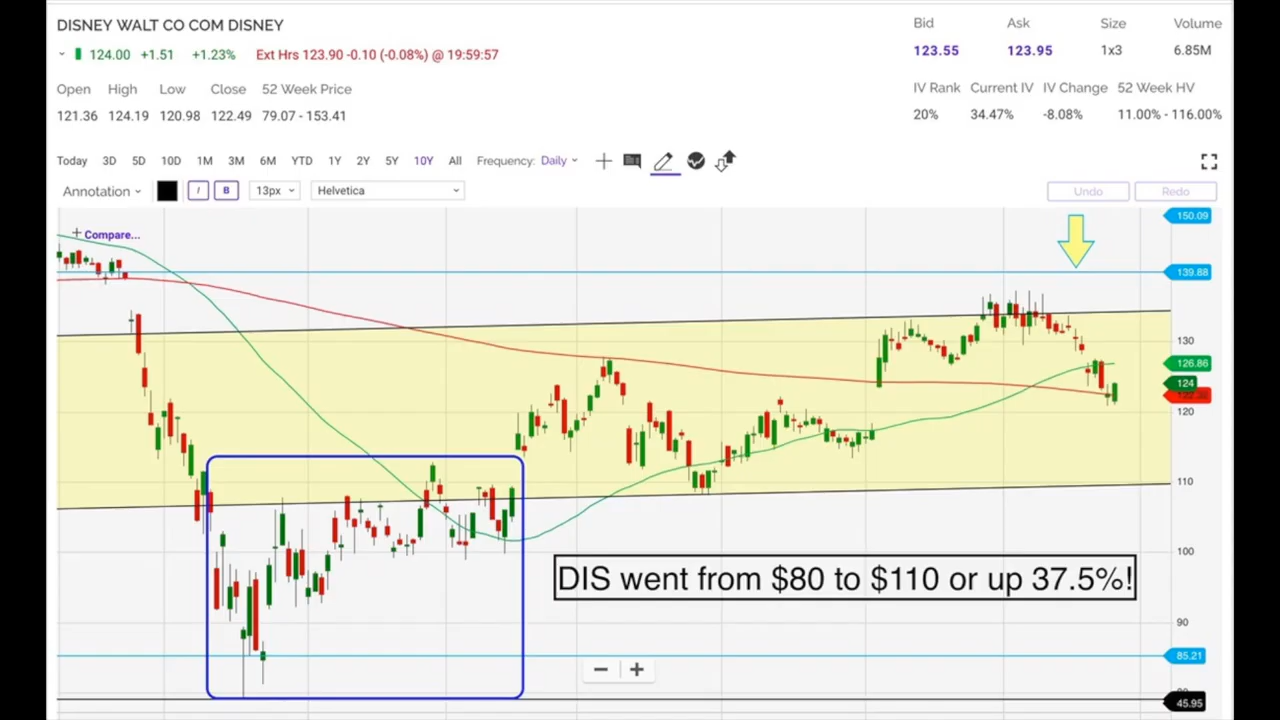 DISNEY WALT CO COM DISNEY
Bid Ask Size Volume
124.00 +1.51 +1.23% Ext Hrs 123.90 -0.10 (-0.08%) @ 19:59:57
123.55 123.95 1x3 6.85M
Open High Low Close 52 Week Price
IV Rank Current IV IV Change 52 Week HV
121.36 124.19 120.98 122.49 79.07 - 153.41
20% 34.47% -8.08% 11.00% - 116.00%
Today 3D 5D 10D 1M 3M 6M YTD 1Y 2Y 5Y 10Y All Frequency: Daily
Annotation I B 13px Helvetica Undo Redo
150.09
+ Compare...
139.88
130
126.86
124
120
110
100
DIS went from $80 to $110 or up 37.5%!
90
85.21
45.95